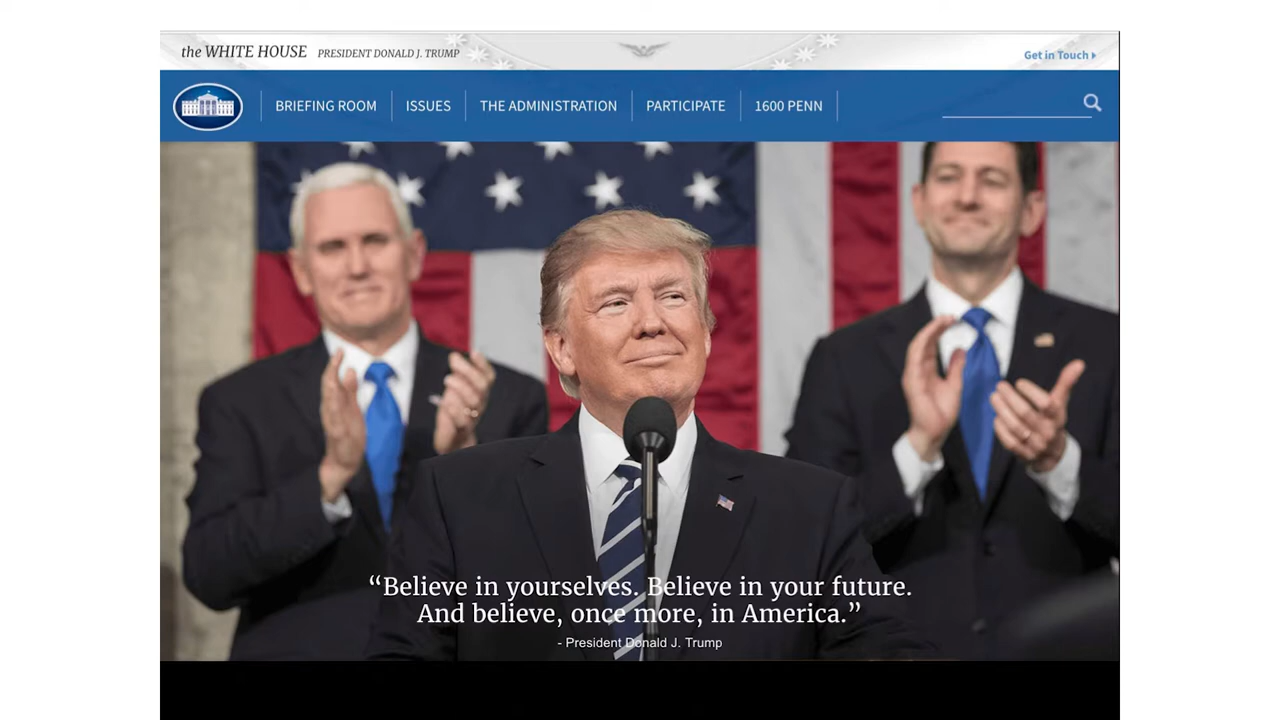 the WHITE HOUSE PRESIDENT DONALD J. TRUMP
Get in Touch
BRIEFING ROOM ISSUES THE ADMINISTRATION PARTICIPATE 1600 PENN
“Believe in yourselves. Believe in your future.
And believe, once more, in America.”
- President Donald J. Trump